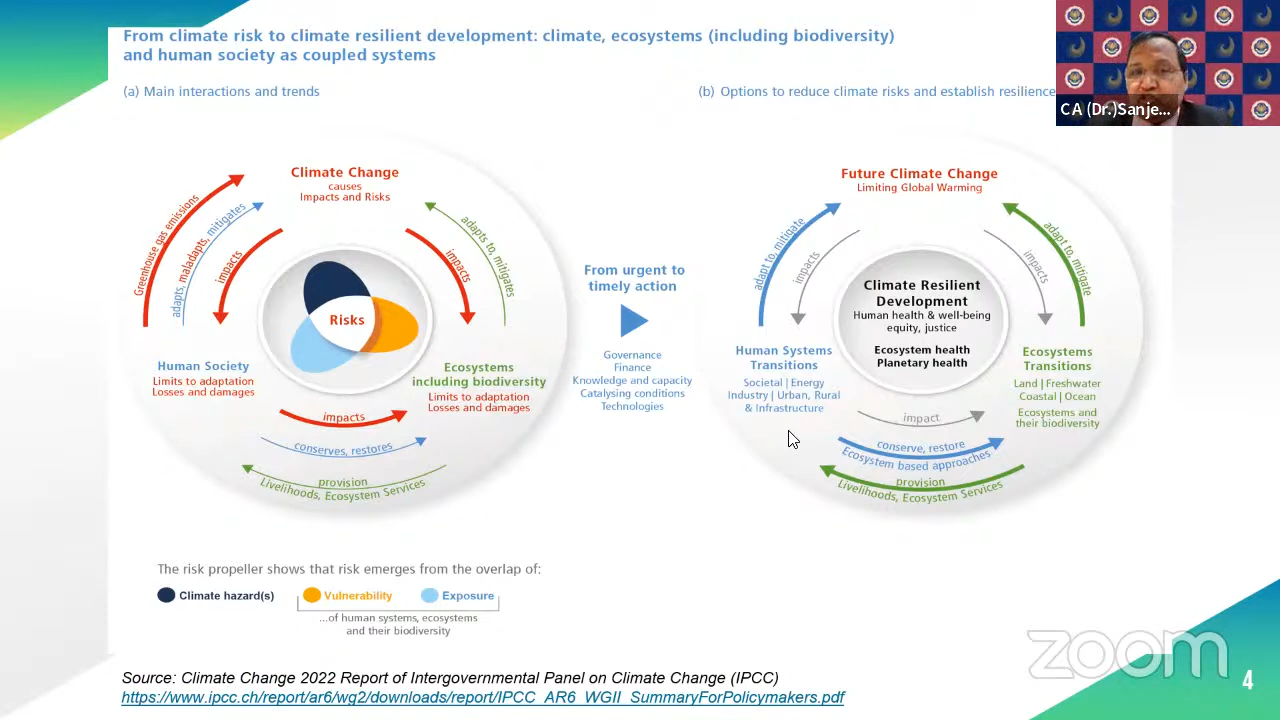 From climate risk to climate resilient development: climate, ecosystems (including biodiversity)
and human society as coupled systems
(a) Main interactions and trends
(b) Options to reduce climate risks and establish resilience
CA (Dr.)Sanje...
Climate Change
causes
Impacts and Risks
Greenhouse gas emissions
adapts, maladapts, mitigates
impacts
impacts
adapts to, mitigates
Risks
Human Society
Limits to adaptation
Losses and damages
Ecosystems
including biodiversity
Limits to adaptation
Losses and damages
impacts
conserves, restores
provision
Livelihoods, Ecosystem Services
From urgent to
timely action
Governance
Finance
Knowledge and capacity
Catalysing conditions
Technologies
Future Climate Change
Limiting Global Warming
adapt to, mitigate
impacts
impacts
adapt to, mitigate
Climate Resilient
Development
Human health & well-being
equity, justice
Ecosystem health
Planetary health
Human Systems
Transitions
Societal | Energy
Industry | Urban, Rural
& Infrastructure
Ecosystems
Transitions
Land | Freshwater
Coastal | Ocean
Ecosystems and
their biodiversity
impact
conserve, restore
Ecosystem based approaches
provision
Livelihoods, Ecosystem Services
The risk propeller shows that risk emerges from the overlap of:
Climate hazard(s) Vulnerability Exposure
...of human systems, ecosystems
and their biodiversity
zoom
Source: Climate Change 2022 Report of Intergovernmental Panel on Climate Change (IPCC)
https://www.ipcc.ch/report/ar6/wg2/downloads/report/IPCC_AR6_WGII_SummaryForPolicymakers.pdf
4